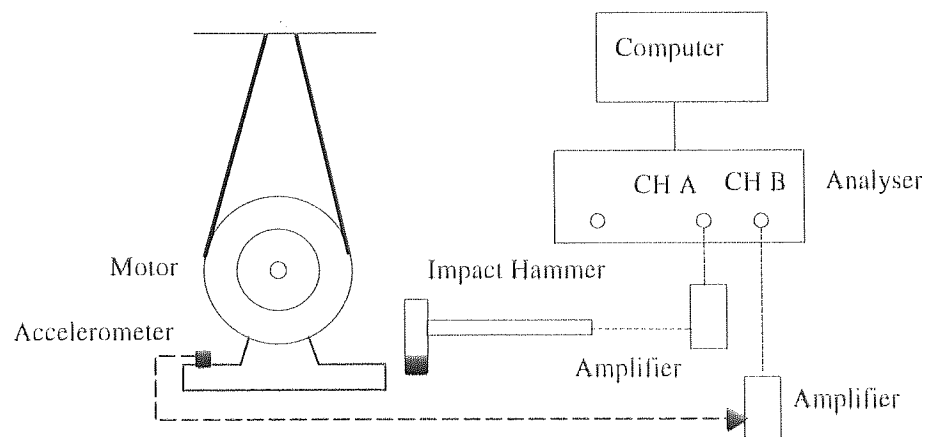 Computer
CH A CH B
Analyser
Motor
Impact Hammer
Accelerometer
Amplifier
Amplifier